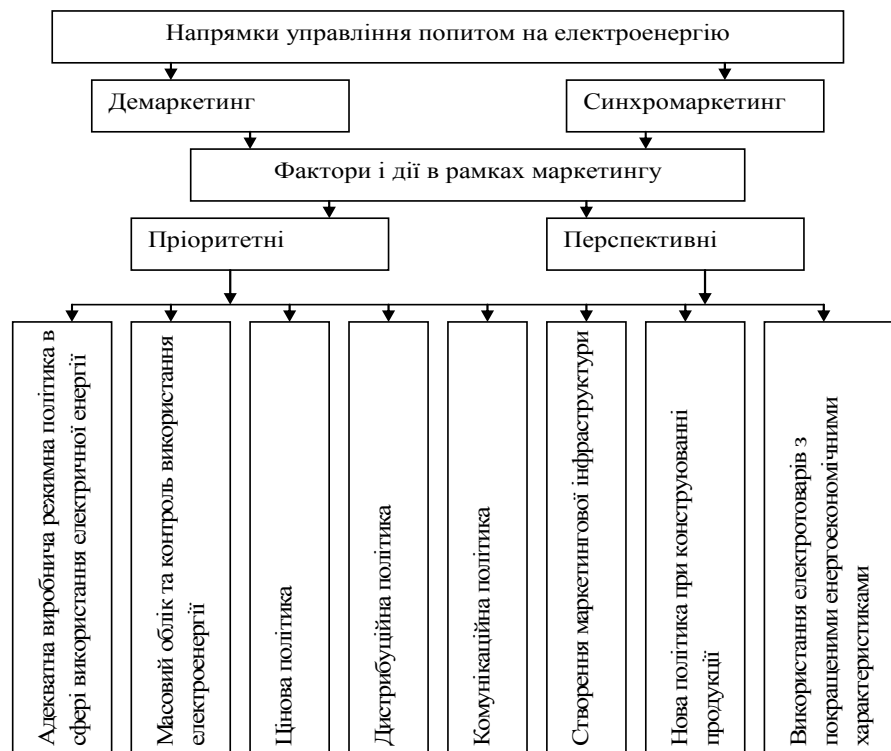 Напрямки управління попитом на електроенергію
Демаркетинг
Синхромаркетинг
Фактори і дії в рамках маркетингу
Пріоритетні
Перспективні
Адекватна виробнича режимна політика в
сфері використання електричної енергії
Масовий облік та контроль використання
електроенергії
Цінова політика
Дистрибуційна політика
Комунікаційна політика
Створення маркетингової інфраструктури
Нова політика при конструюванні
продукції
Використання електротоварів з
покращеними енергоекономічними
характеристиками